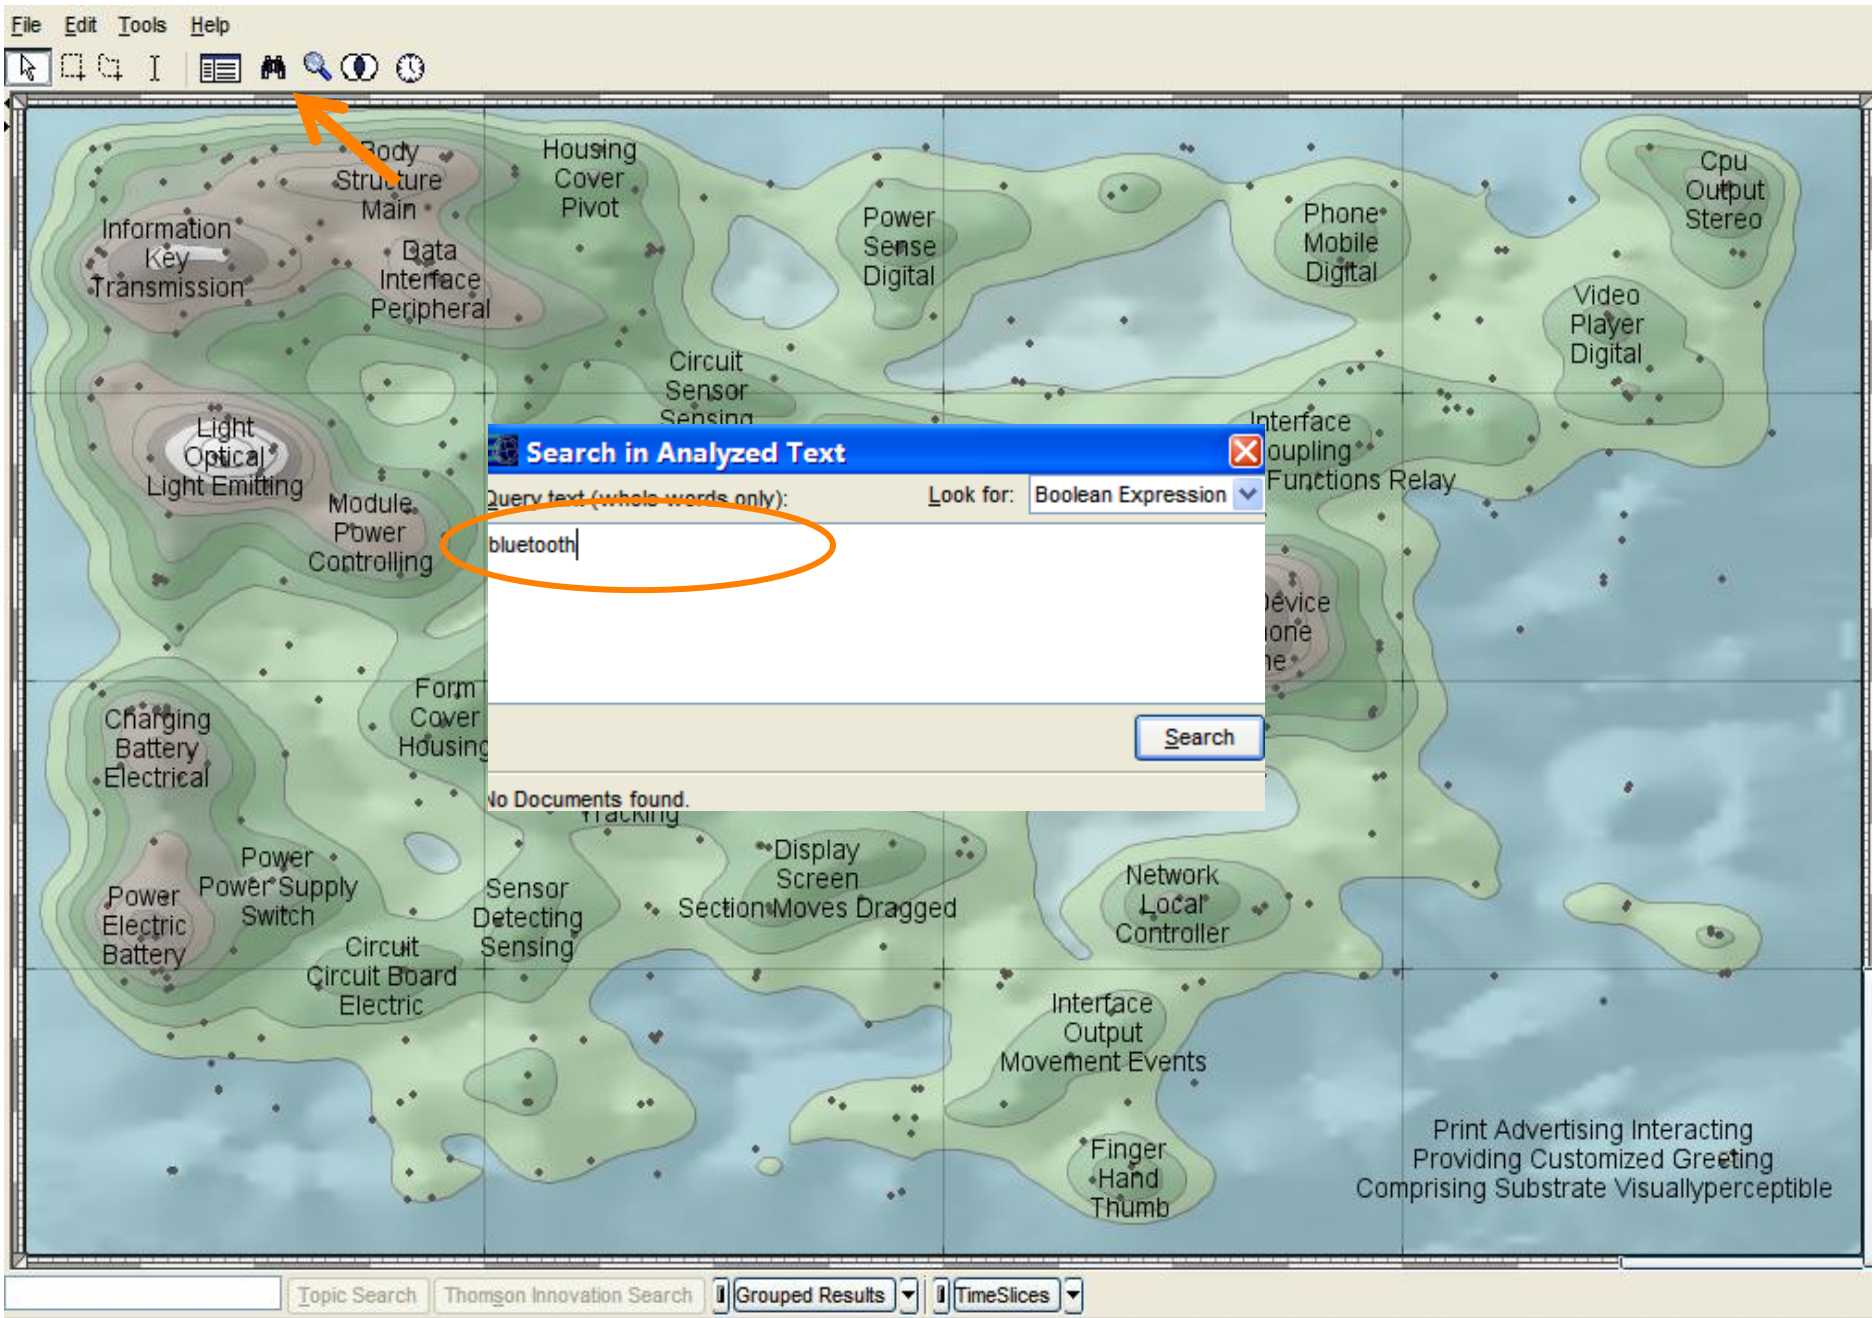 File Edit Tools Help
Body
Structure
Main
Housing
Cover
Pivot
Cpu
Output
Stereo
Information
Key
Transmission
Data
Interface
Peripheral
Power
Sense
Digital
Phone
Mobile
Digital
Video
Player
Digital
Circuit
Sensor
Sensing
Light
Optical
Light Emitting
Interface
oupling
Functions Relay
Module
Power
Controlling
Search in Analyzed Text
Query text (whole words only):
Look for: Boolean Expression
bluetooth
Search
No Documents found.
Device
one
ne
Form
Cover
Housing
Charging
Battery
Electrical
Tracking
Display
Screen
Section Moves Dragged
Power
Power Supply
Switch
Power
Electric
Battery
Sensor
Detecting
Sensing
Network
Local
Controller
Circuit
Circuit Board
Electric
Interface
Output
Movement Events
Finger
Hand
Thumb
Print Advertising Interacting
Providing Customized Greeting
Comprising Substrate Visuallyperceptible
Topic Search Thomson Innovation Search Grouped Results TimeSlices